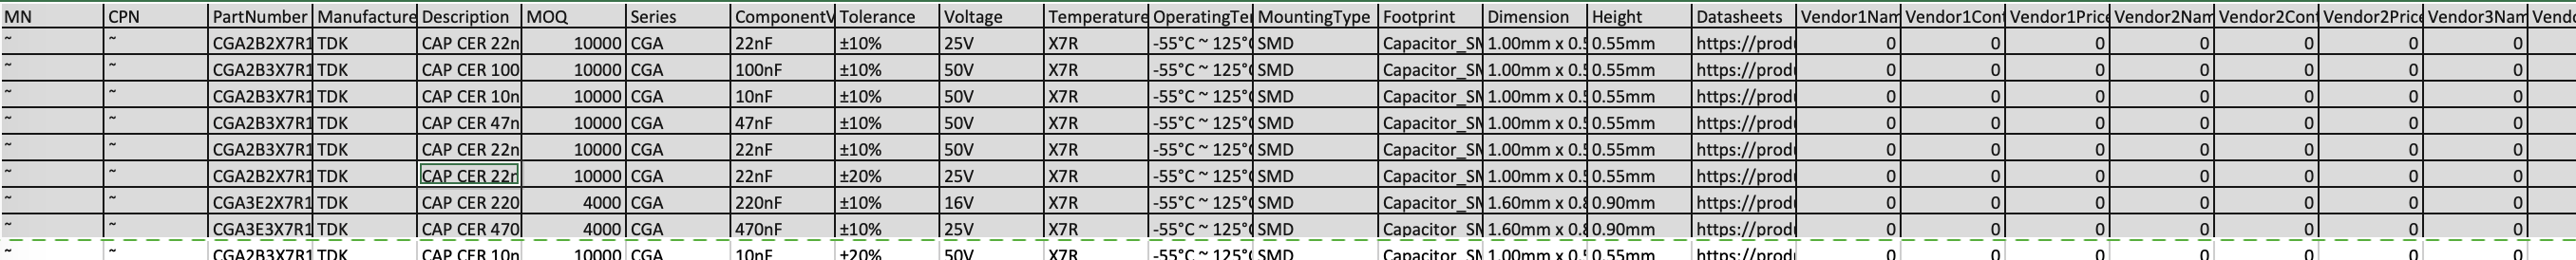 MN CPN PartNumber Manufacture Description MOQ Series ComponentV Tolerance Voltage Temperature OperatingTer MountingType Footprint Dimension Height Datasheets Vendor1Nam Vendor1Cont Vendor1Price Vendor2Nam Vendor2Cont Vendor2Price Vendor3Nam Vendo
~ ~ CGA2B2X7R1 TDK CAP CER 22n 10000 CGA 22nF ±10% 25V X7R -55°C ~ 125°C SMD Capacitor_SM 1.00mm x 0.5 0.55mm https://prod 0 0 0 0 0 0 0
~ ~ CGA2B3X7R1 TDK CAP CER 100 10000 CGA 100nF ±10% 50V X7R -55°C ~ 125°C SMD Capacitor_SM 1.00mm x 0.5 0.55mm https://prod 0 0 0 0 0 0 0
~ ~ CGA2B3X7R1 TDK CAP CER 10n 10000 CGA 10nF ±10% 50V X7R -55°C ~ 125°C SMD Capacitor_SM 1.00mm x 0.5 0.55mm https://prod 0 0 0 0 0 0 0
~ ~ CGA2B3X7R1 TDK CAP CER 47n 10000 CGA 47nF ±10% 50V X7R -55°C ~ 125°C SMD Capacitor_SM 1.00mm x 0.5 0.55mm https://prod 0 0 0 0 0 0 0
~ ~ CGA2B3X7R1 TDK CAP CER 22n 10000 CGA 22nF ±10% 50V X7R -55°C ~ 125°C SMD Capacitor_SM 1.00mm x 0.5 0.55mm https://prod 0 0 0 0 0 0 0
~ ~ CGA2B2X7R1 TDK CAP CER 22n 10000 CGA 22nF ±20% 25V X7R -55°C ~ 125°C SMD Capacitor_SM 1.00mm x 0.5 0.55mm https://prod 0 0 0 0 0 0 0
~ ~ CGA3E2X7R1 TDK CAP CER 220 4000 CGA 220nF ±10% 16V X7R -55°C ~ 125°C SMD Capacitor_SM 1.60mm x 0.8 0.90mm https://prod 0 0 0 0 0 0 0
~ ~ CGA3E3X7R1 TDK CAP CER 470 4000 CGA 470nF ±10% 25V X7R -55°C ~ 125°C SMD Capacitor_SM 1.60mm x 0.8 0.90mm https://prod 0 0 0 0 0 0 0
~ ~ CGA2B3X7R1 TDK CAP CER 10n 10000 CGA 10nF ±20% 50V X7R -55°C ~ 125°C SMD Capacitor_SM 1.00mm x 0.5 0.55mm https://prod 0 0 0 0 0 0 0